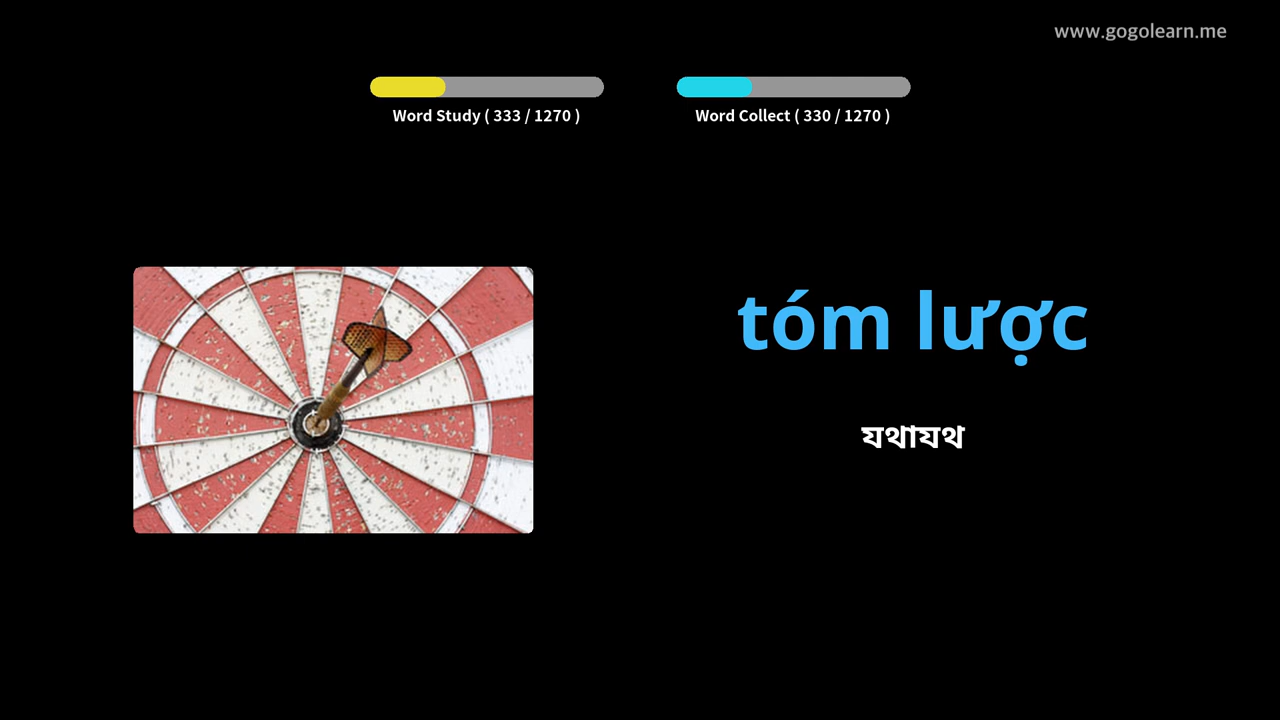 www.gogolearn.me
Word Study ( 333 / 1270 )
Word Collect ( 330 / 1270 )
tóm lược
যথাযথ